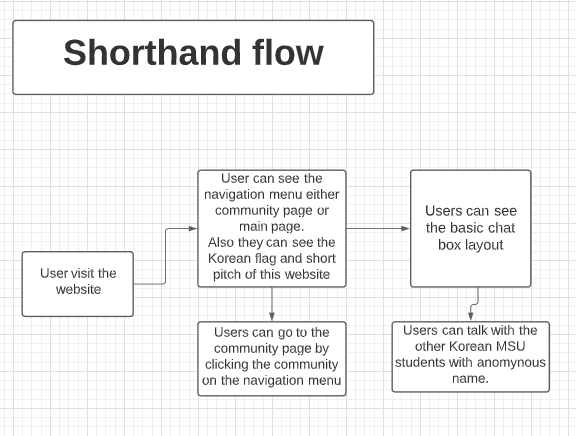 Shorthand flow
User visit the
website
User can see the
navigation menu either
community page or
main page.
Also they can see the
Korean flag and short
pitch of this website
Users can go to the
community page by
clicking the community
on the navigation menu
Users can see
the basic chat
box layout
Users can talk with the
other Korean MSU
students with anomynous
name.